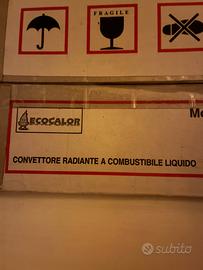 FRAGILE
ECOCALOR
Mo
CONVETTORE RADIANTE A COMBUSTIBILE LIQUIDO
subito